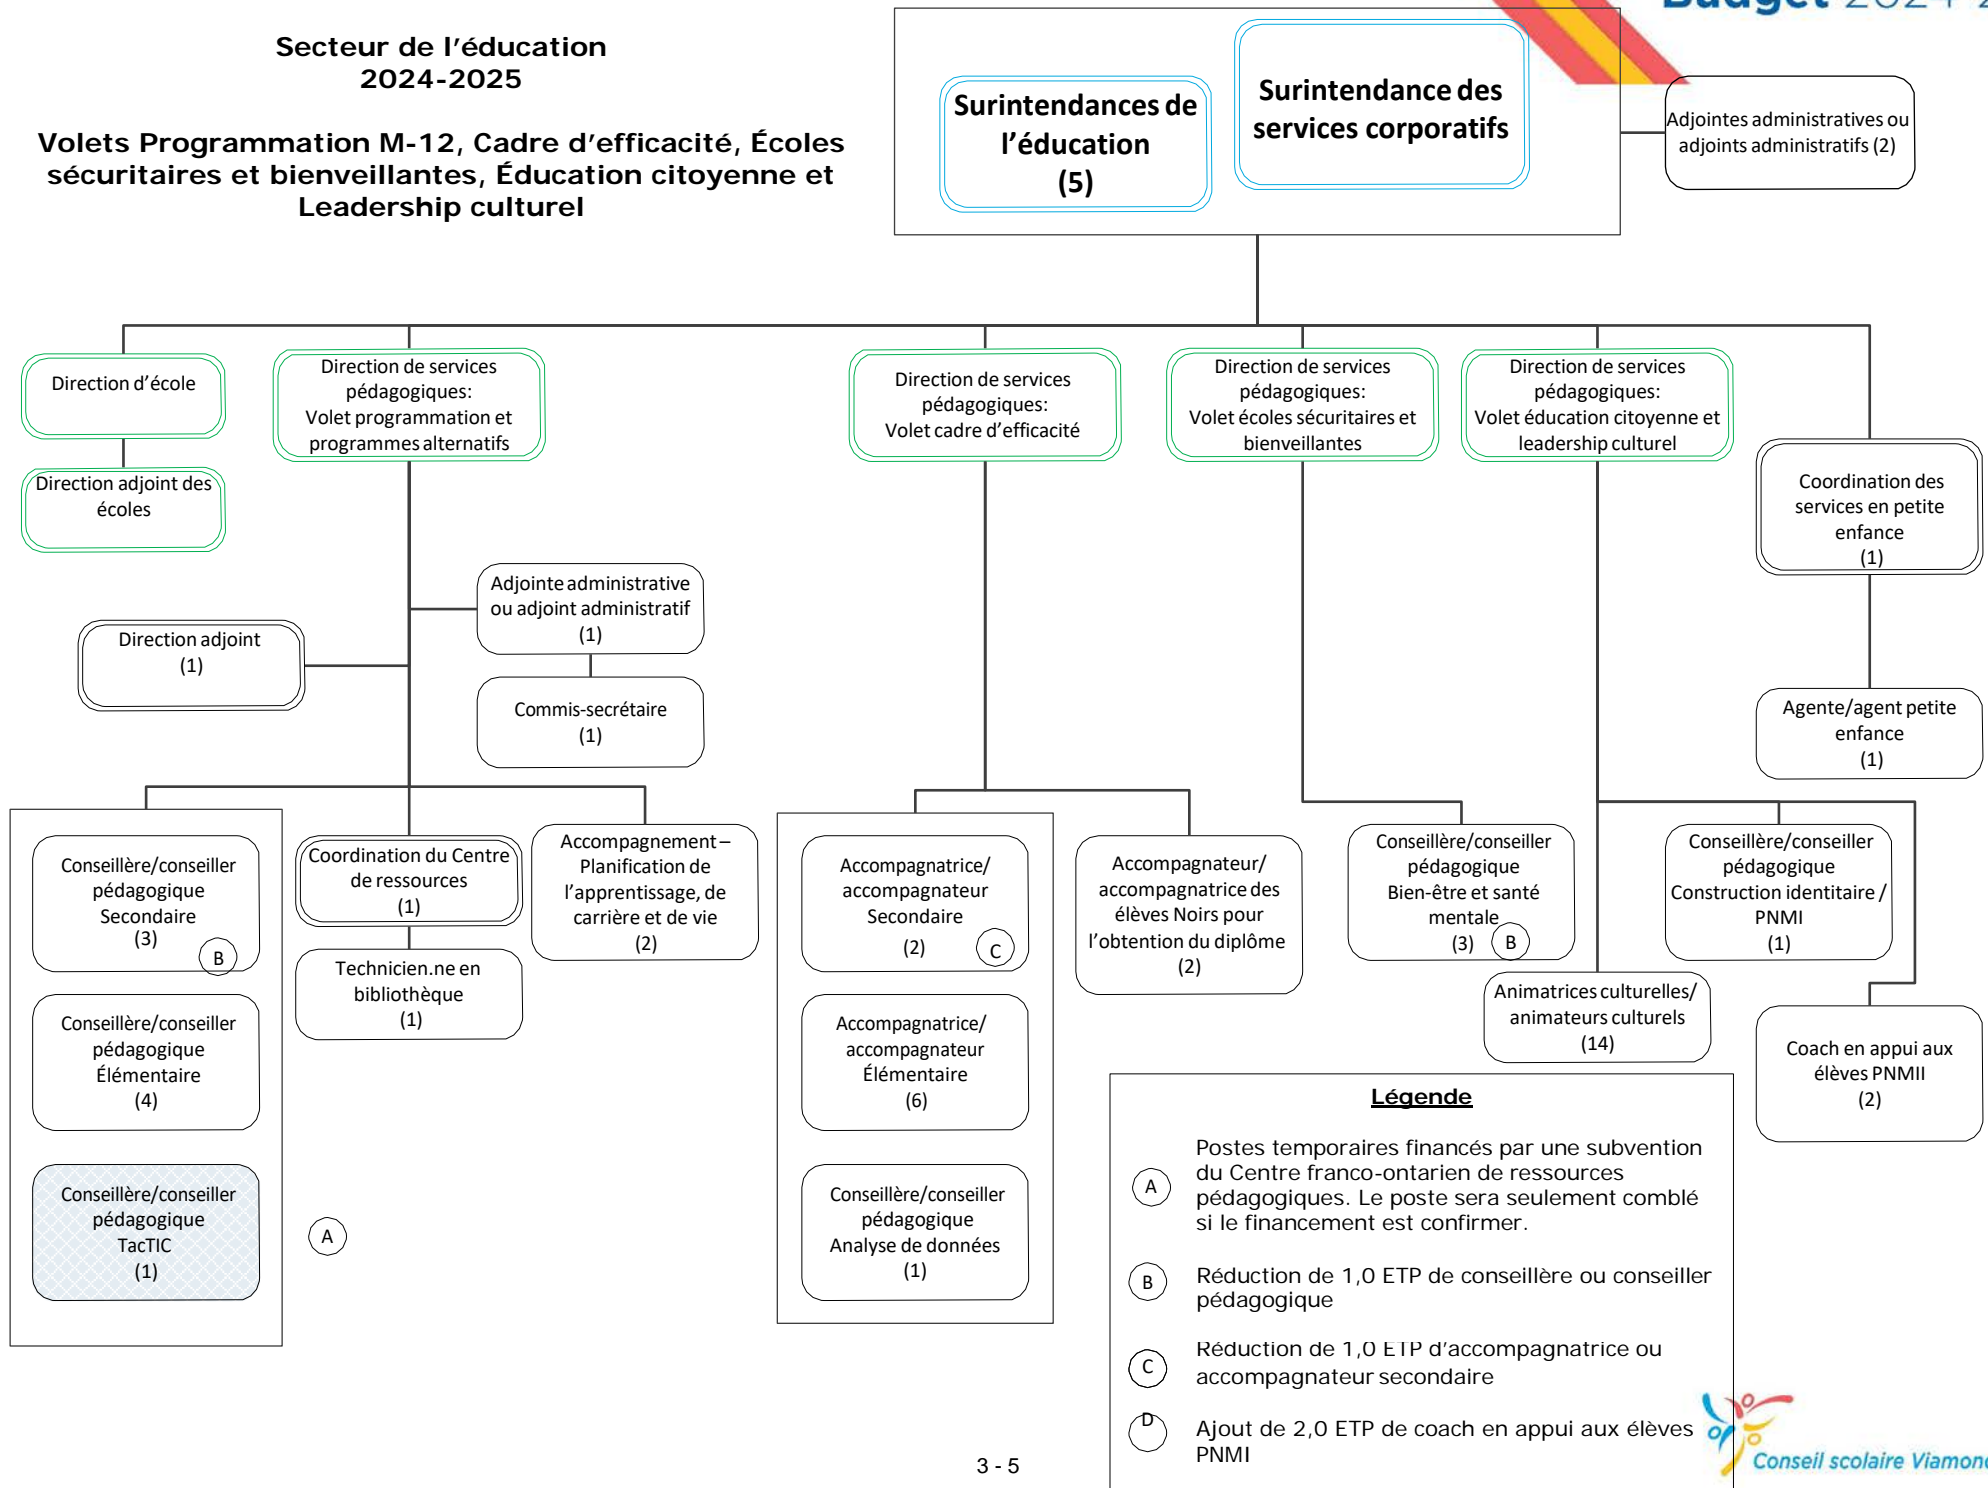 Budget 2024-2
Secteur de l'éducation
2024-2025
Volets Programmation M-12, Cadre d'efficacité, Écoles
sécuritaires et bienveillantes, Éducation citoyenne et
Leadership culturel
Surintendances de
l'éducation
(5)
Surintendance des
services corporatifs
Adjointes administratives ou
adjoints administratifs (2)
Direction d'école
Direction adjoint des
écoles
Direction de services
pédagogiques:
Volet programmation et
programmes alternatifs
Direction de services
pédagogiques:
Volet cadre d'efficacité
Direction de services
pédagogiques:
Volet écoles sécuritaires et
bienveillantes
Direction de services
pédagogiques:
Volet éducation citoyenne et
leadership culturel
Coordination des
services en petite
enfance
(1)
Adjointe administrative
ou adjoint administratif
(1)
Direction adjoint
(1)
Commis-secrétaire
(1)
Agente/agent petite
enfance
(1)
Conseillère/conseiller
pédagogique
Secondaire
(3)
B
Conseillère/conseiller
pédagogique
Élémentaire
(4)
Conseillère/conseiller
pédagogique
TacTIC
(1)
A
Coordination du Centre
de ressources
(1)
Technicien.ne en
bibliothèque
(1)
Accompagnement –
Planification de
l'apprentissage, de
carrière et de vie
(2)
Accompagnatrice/
accompagnateur
Secondaire
(2)
C
Accompagnatrice/
accompagnateur
Élémentaire
(6)
Conseillère/conseiller
pédagogique
Analyse de données
(1)
Accompagnateur/
accompagnatrice des
élèves Noirs pour
l'obtention du diplôme
(2)
Conseillère/conseiller
pédagogique
Bien-être et santé
mentale
(3)
B
Animatrices culturelles/
animateurs culturels
(14)
Conseillère/conseiller
pédagogique
Construction identitaire /
PNMI
(1)
Coach en appui aux
élèves PNMII
(2)
Légende
A
Postes temporaires financés par une subvention
du Centre franco-ontarien de ressources
pédagogiques. Le poste sera seulement comblé
si le financement est confirmer.
B
Réduction de 1,0 ETP de conseillère ou conseiller
pédagogique
C
Réduction de 1,0 ETP d'accompagnatrice ou
accompagnateur secondaire
D
Ajout de 2,0 ETP de coach en appui aux élèves
PNMI
3 - 5
Conseil scolaire Viamond